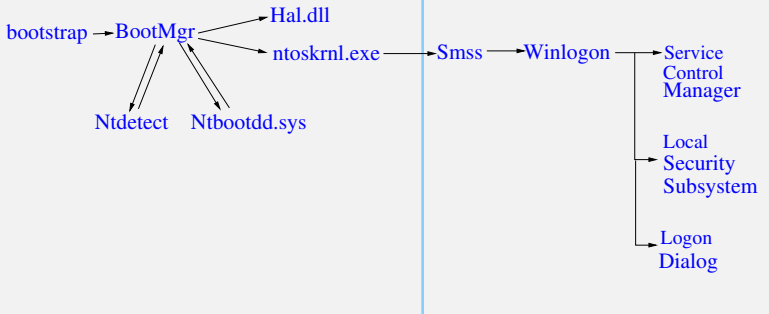 bootstrap
BootMgr
Hal.dll
ntoskrnl.exe
Ntdetect
Ntbootdd.sys
Smss
Winlogon
Service
Control
Manager
Local
Security
Subsystem
Logon
Dialog